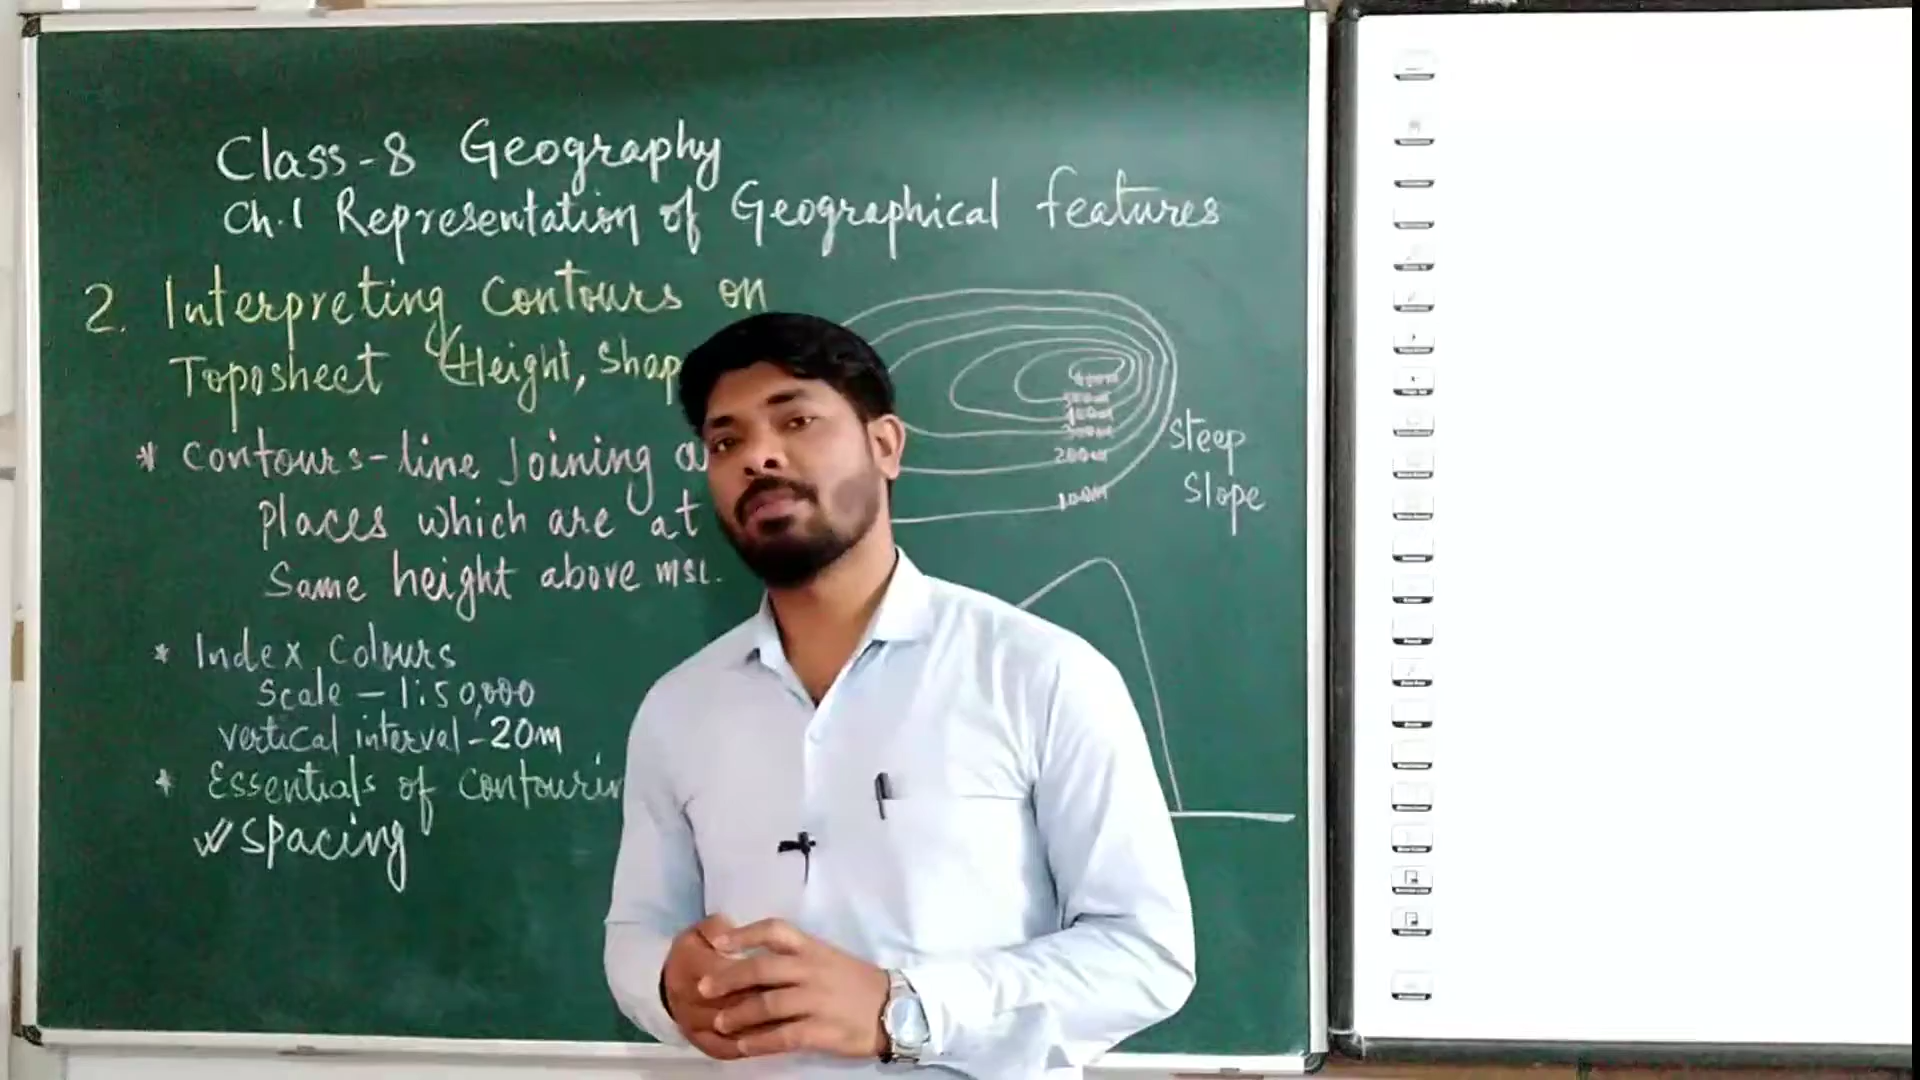 Class-8 Geography
Ch.1 Representation of Geographical features
2. Interpreting Contours on
Toposheet (Height, Shap
* Contours-line Joining a
places which are at
Same height above msl.
* Index Colours
Scale - 1:50,000
vertical interval - 20m
* Essentials of contourin
Spacing
400m
300m
200m
100M
Steep
Slope